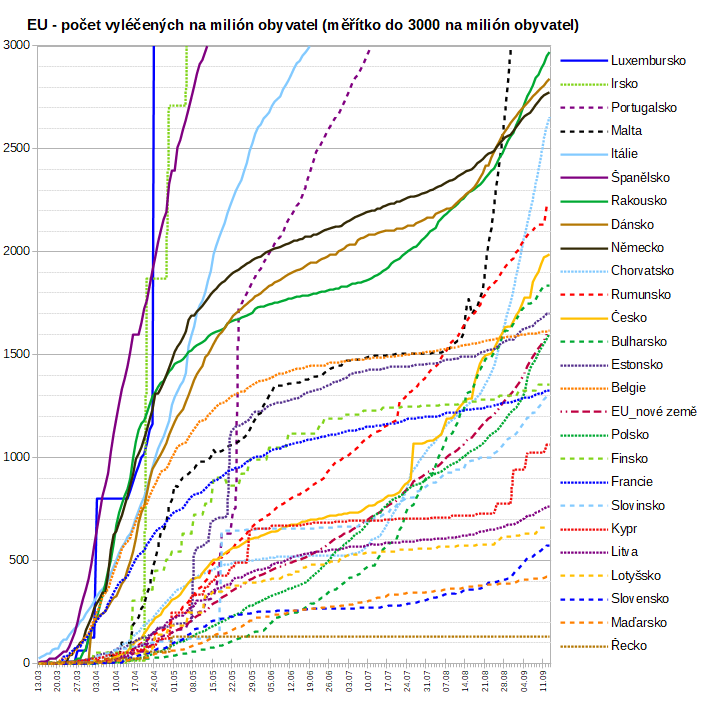 EU - počet vyléčených na milión obyvatel (měřítko do 3000 na milión obyvatel)
3000
2500
2000
1500
1000
500
0
13.03
20.03
27.03
03.04
10.04
17.04
24.04
01.05
08.05
15.05
22.05
29.05
05.06
12.06
19.06
26.06
03.07
10.07
17.07
24.07
31.07
07.08
14.08
21.08
28.08
04.09
11.09
Luxembursko
Irsko
Portugalsko
Malta
Itálie
Španělsko
Rakousko
Dánsko
Německo
Chorvatsko
Rumunsko
Česko
Bulharsko
Estonsko
Belgie
EU_nové země
Polsko
Finsko
Francie
Slovinsko
Kypr
Litva
Lotyšsko
Slovensko
Maďarsko
Řecko